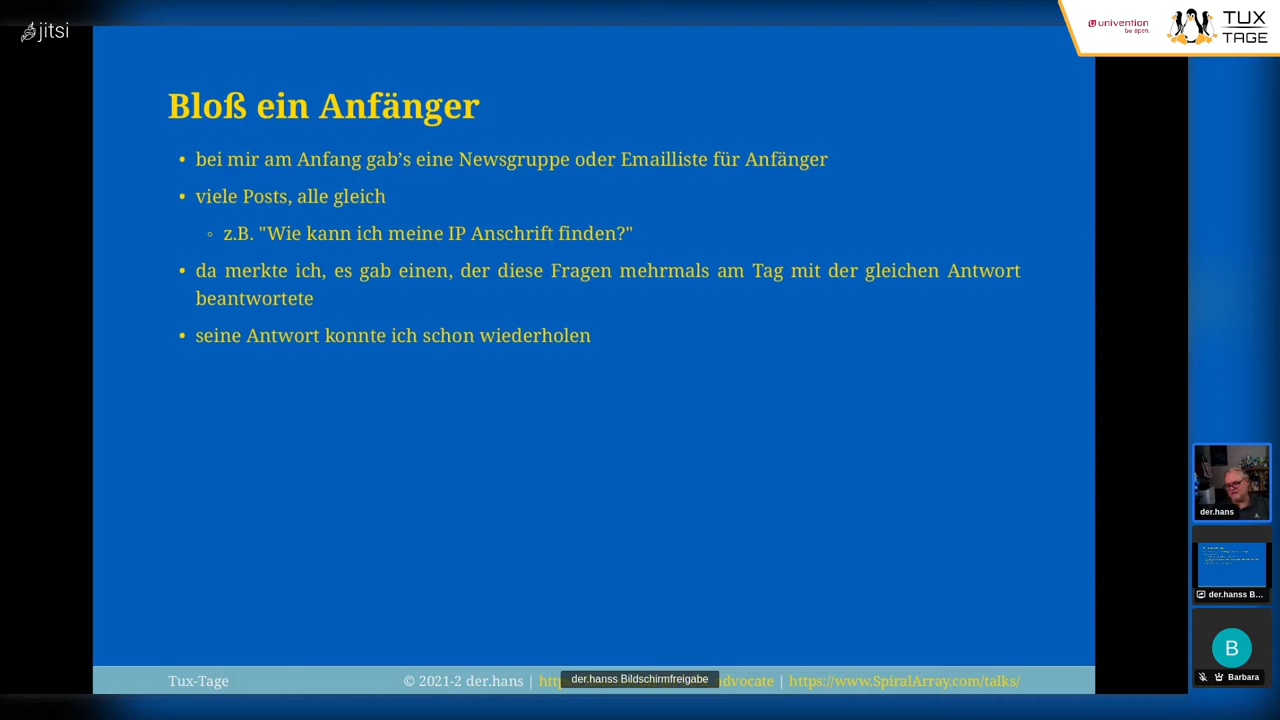 jitsi
univention
be open.
TUX
TAGE
Bloß ein Anfänger
• bei mir am Anfang gab’s eine Newsgruppe oder Emailliste für Anfänger
• viele Posts, alle gleich
◦ z.B. "Wie kann ich meine IP Anschrift finden?"
• da merkte ich, es gab einen, der diese Fragen mehrmals am Tag mit der gleichen Antwort
beantwortete
• seine Antwort konnte ich schon wiederholen
der.hans
der.hanss B...
B
Barbara
Tux-Tage © 2021-2 der.hans | | https://www.SpiralArray.com/talks/
der.hanss Bildschirmfreigabe